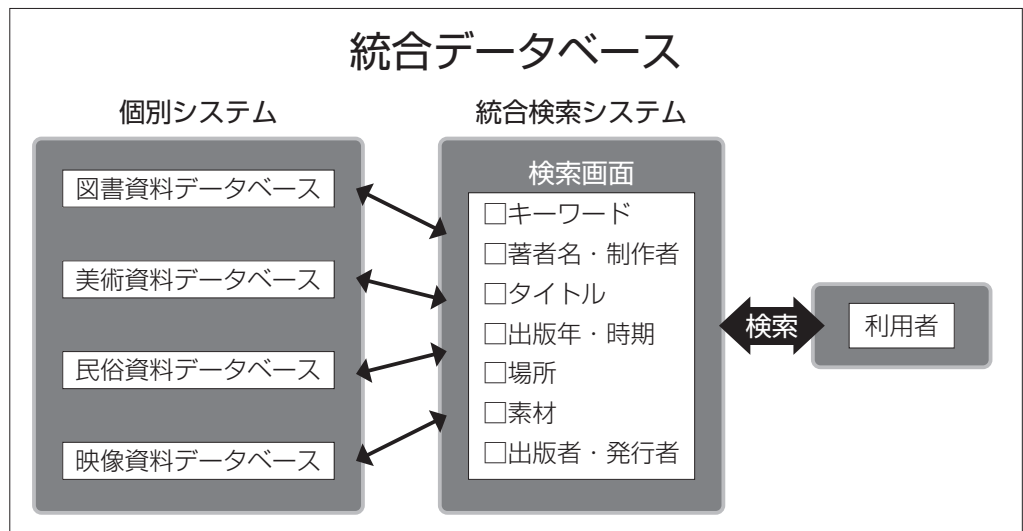 統合データベース
個別システム
図書資料データベース
美術資料データベース
民俗資料データベース
映像資料データベース
統合検索システム
検索画面
□キーワード
□著者名・制作者
□タイトル
□出版年・時期
□場所
□素材
□出版者・発行者
検索
利用者